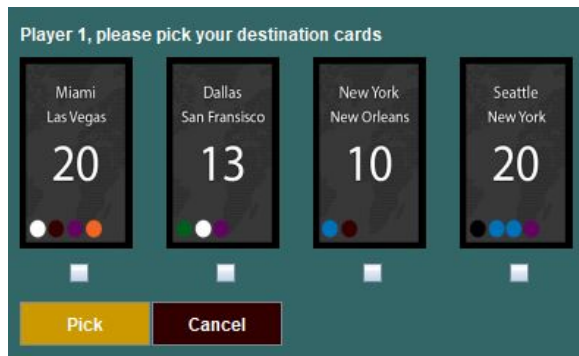 Player 1, please pick your destination cards
Miami
Las Vegas
20
Dallas
San Fransisco
13
New York
New Orleans
10
Seattle
New York
20
Pick
Cancel